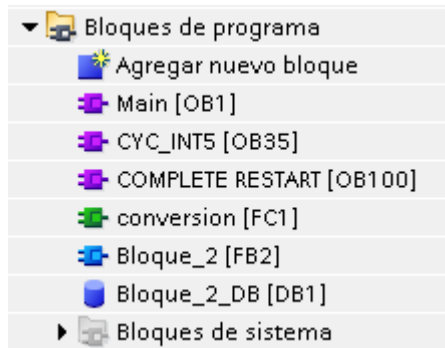 Bloques de programa
Agregar nuevo bloque
Main [OB1]
CYC_INT5 [OB35]
COMPLETE RESTART [OB100]
conversion [FC1]
Bloque_2 [FB2]
Bloque_2_DB [DB1]
Bloques de sistema